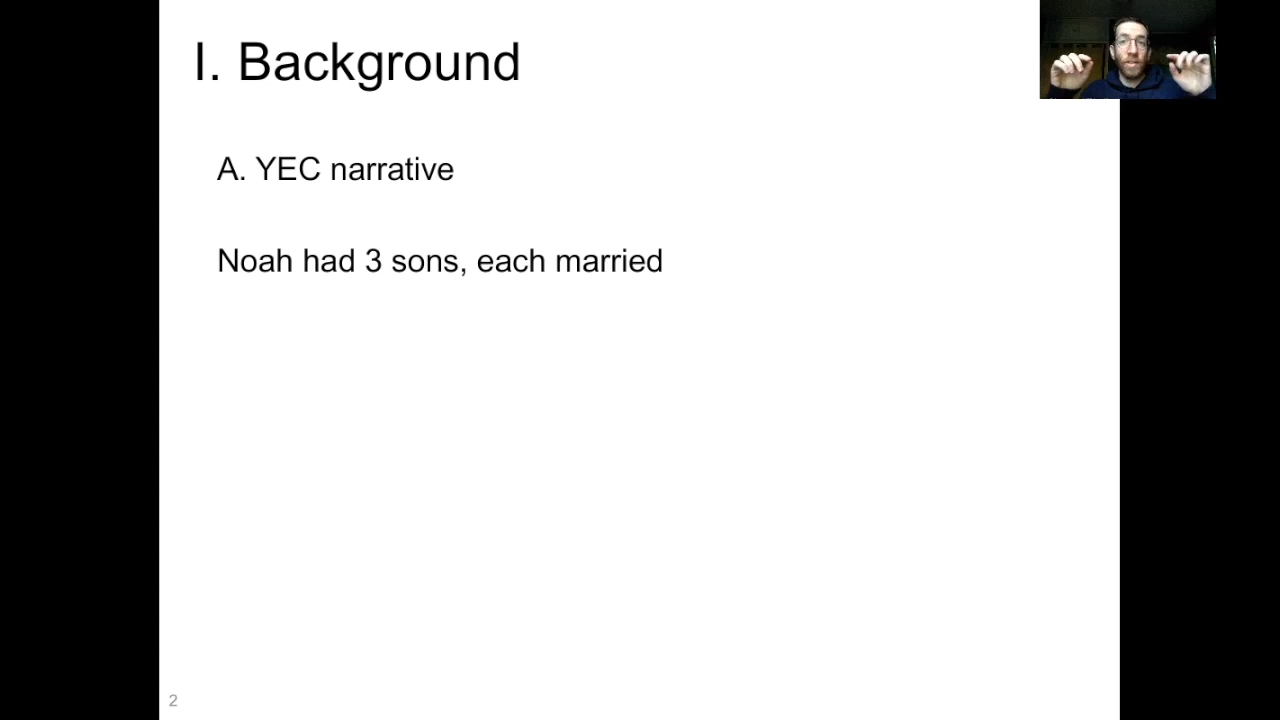 I. Background
A. YEC narrative
Noah had 3 sons, each married
2